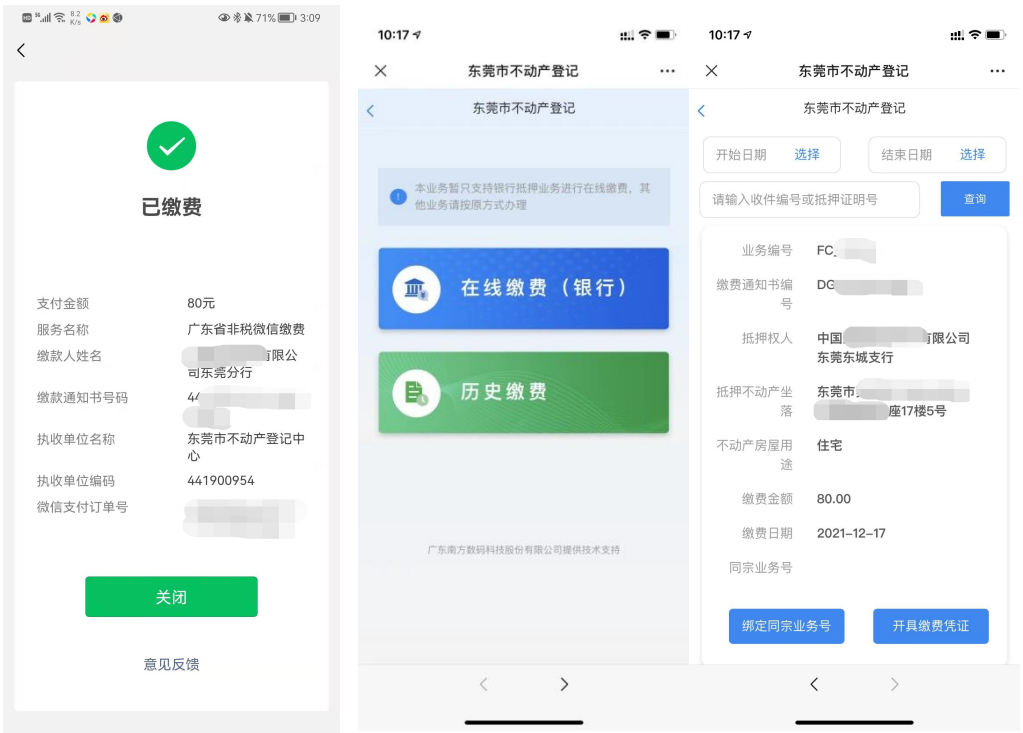 HD 5G 8.2 K/s 71% 3:09
已缴费
支付金额 80元
服务名称 广东省非税微信缴费
缴款人姓名 有限公
司东莞分行
缴款通知书号码 44
执收单位名称 东莞市不动产登记中
心
执收单位编码 441900954
微信支付订单号
关闭
意见反馈
10:17
东莞市不动产登记
东莞市不动产登记
本业务暂只支持银行抵押业务进行在线缴费，其
他业务请按原方式办理
在线缴费（银行）
历史缴费
广东南方数码科技股份有限公司提供技术支持
10:17
东莞市不动产登记
东莞市不动产登记
开始日期 选择 结束日期 选择
请输入收件编号或抵押证明号 查询
业务编号 FC_
缴费通知书编 DG
号
抵押权人 中国 有限公司
东莞东城支行
抵押不动产坐 东莞市
落 座17楼5号
不动产房屋用 住宅
途
缴费金额 80.00
缴费日期 2021-12-17
同宗业务号
绑定同宗业务号 开具缴费凭证